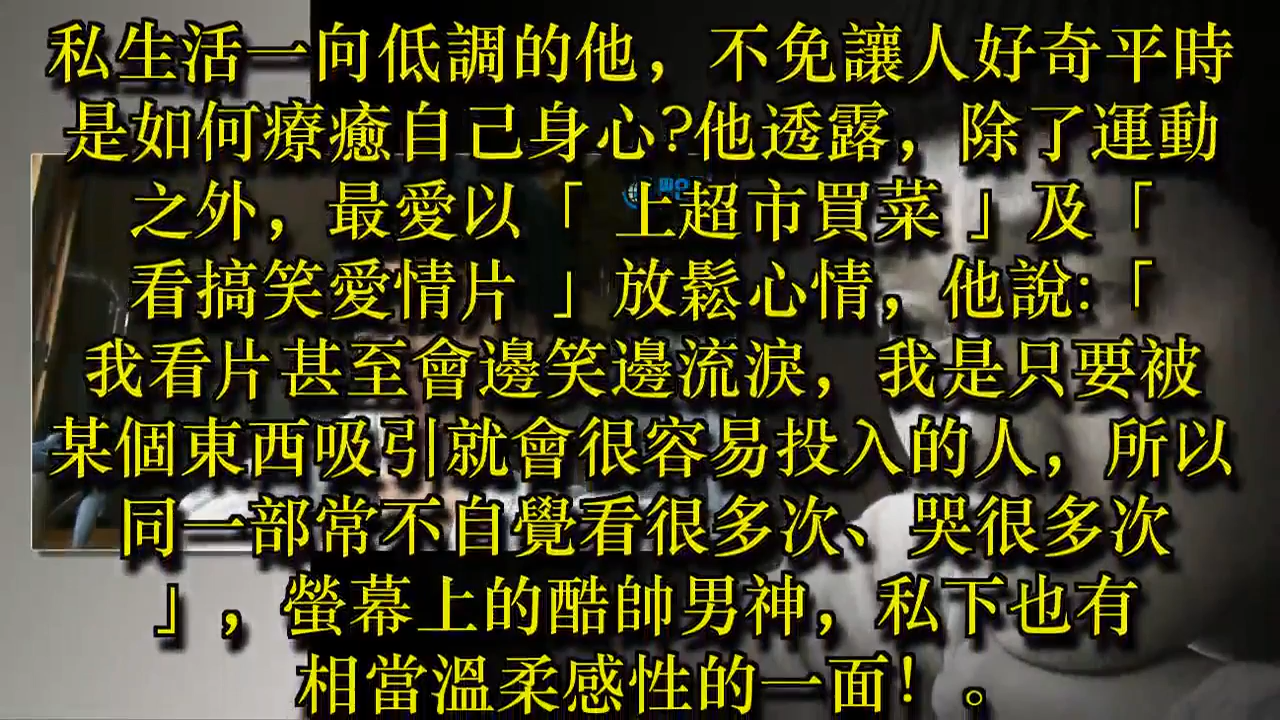 私生活一向低調的他，不免讓人好奇平時
是如何療癒自己身心?他透露，除了運動
之外，最愛以「 上超市買菜 」及「
看搞笑愛情片 」放鬆心情，他說:「
我看片甚至會邊笑邊流淚，我是只要被
某個東西吸引就會很容易投入的人，所以
同一部常不自覺看很多次、哭很多次
」，螢幕上的酷帥男神，私下也有
相當溫柔感性的一面！。